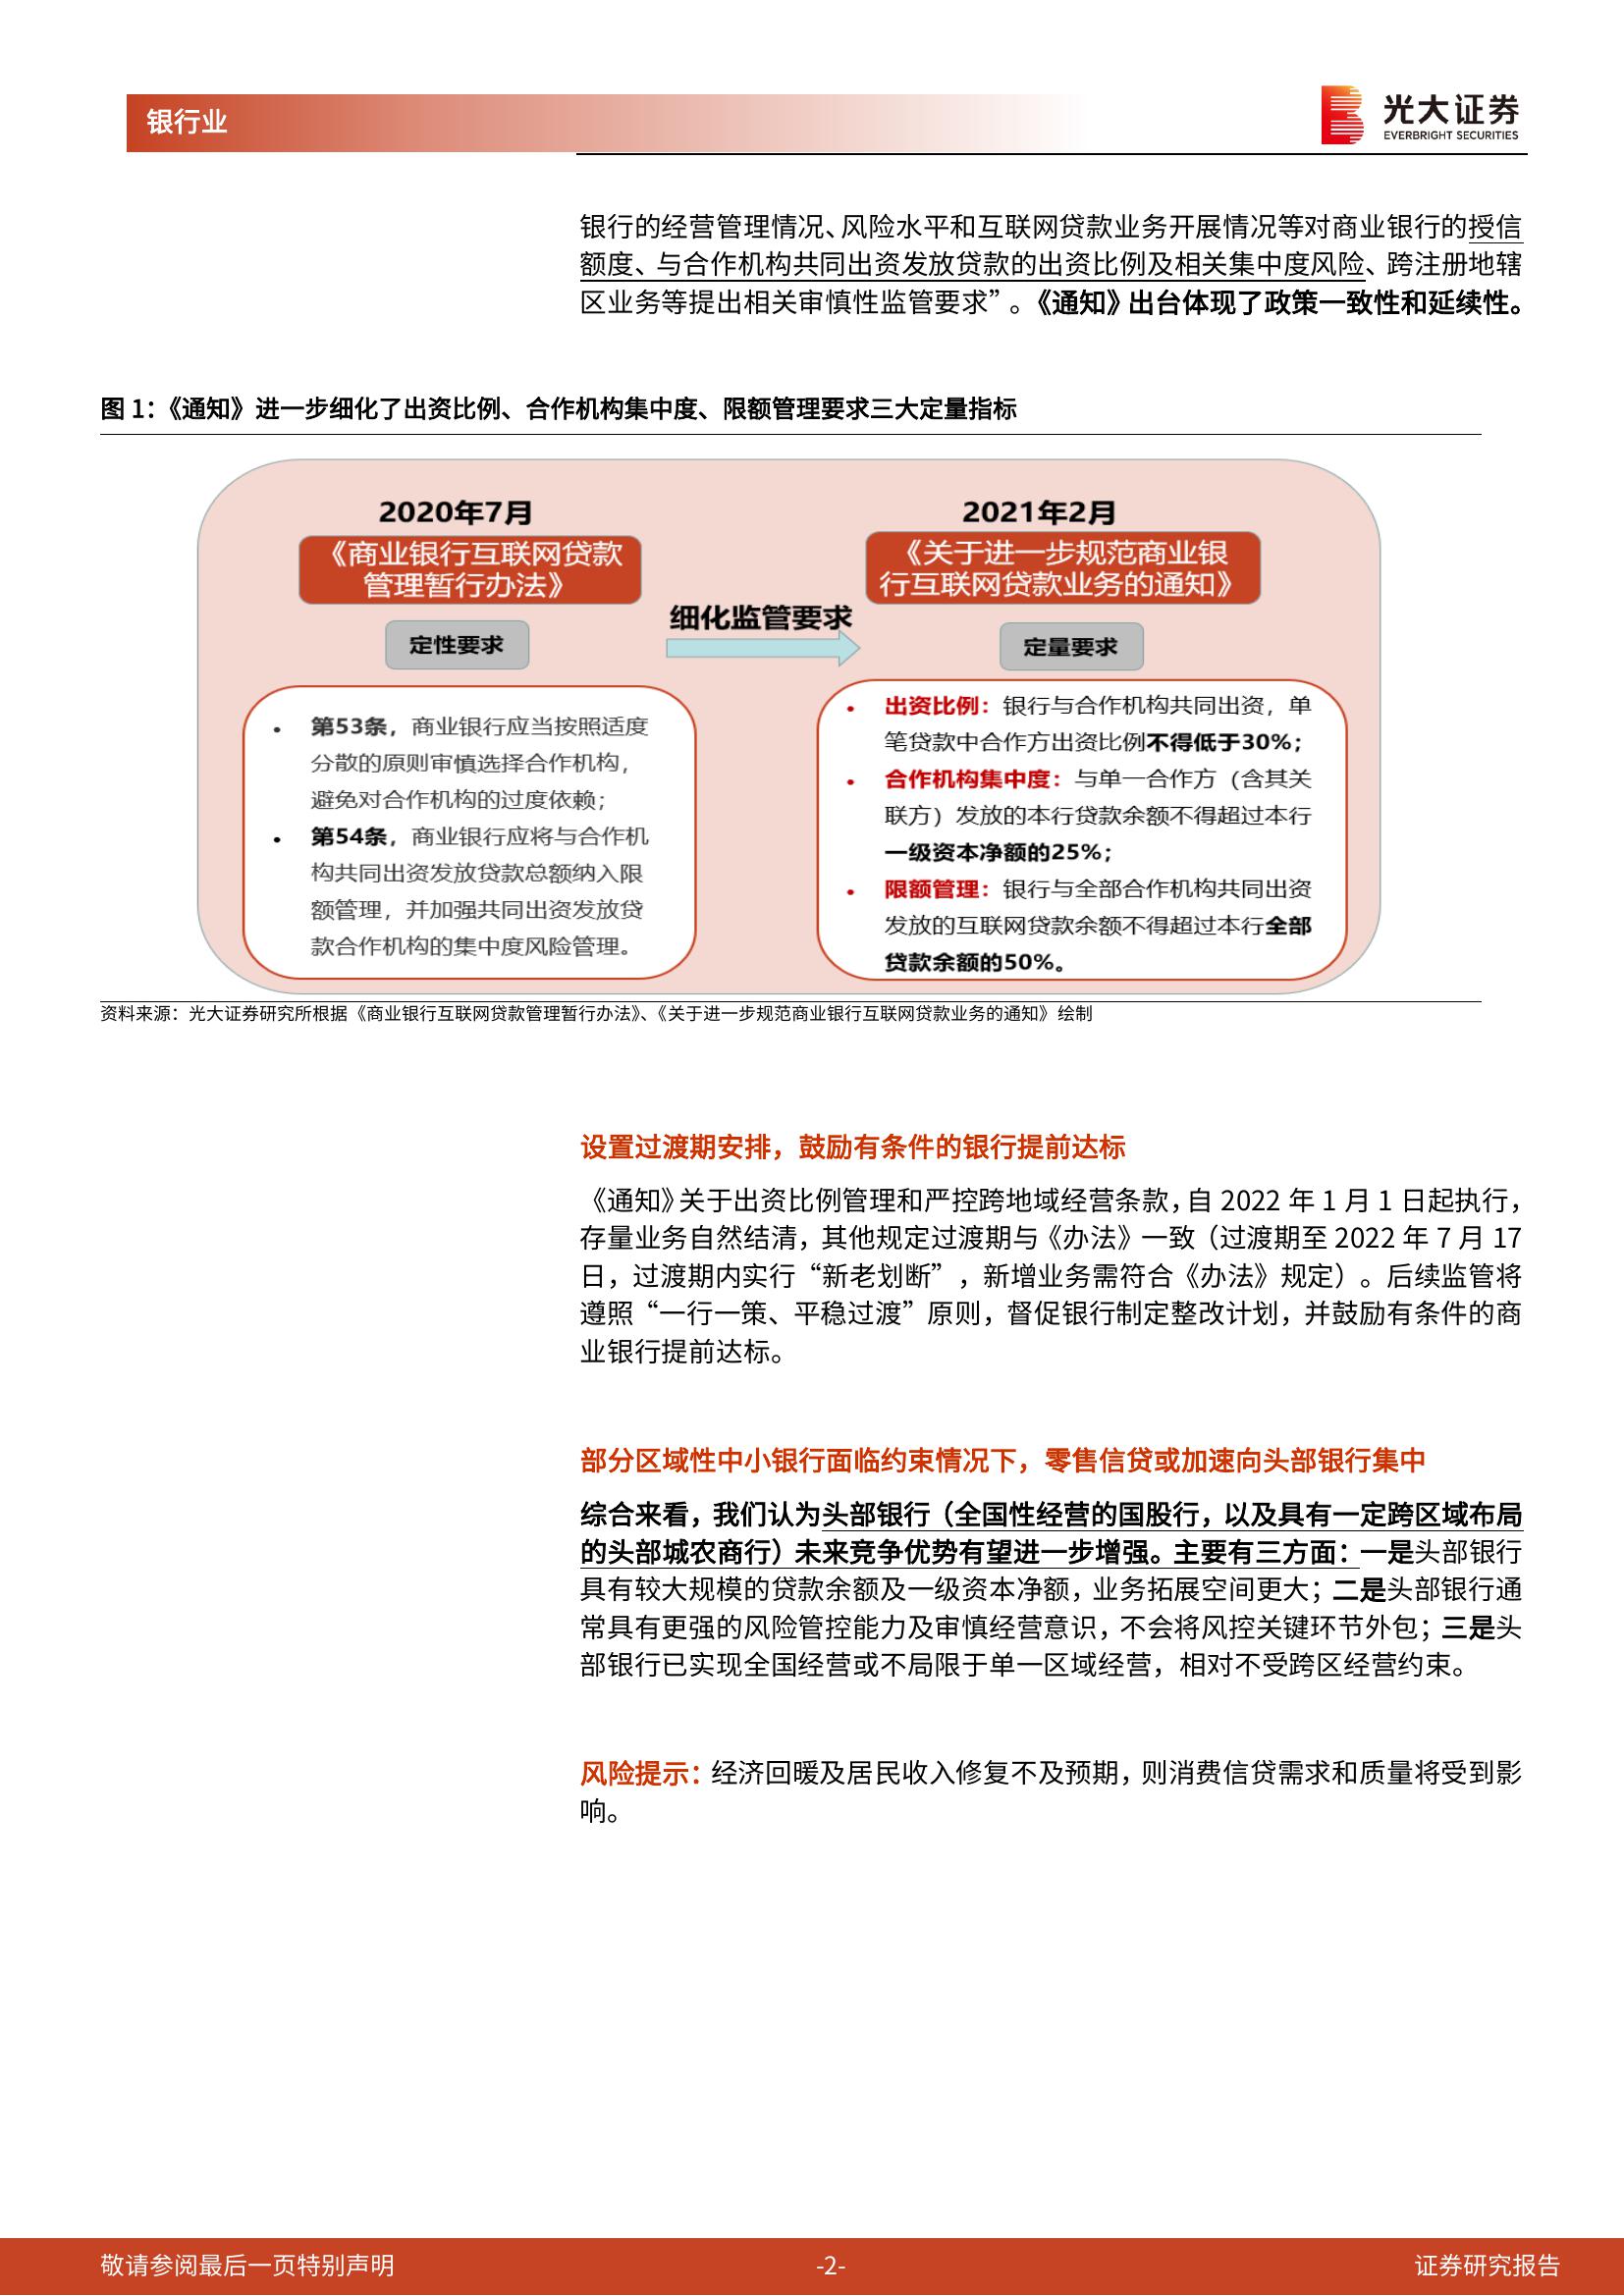 银行业
光大证券
EVERBRIGHT SECURITIES
银行的经营管理情况、风险水平和互联网贷款业务开展情况等对商业银行的授信
额度、与合作机构共同出资发放贷款的出资比例及相关集中度风险、跨注册地辖
区业务等提出相关审慎性监管要求”。《通知》出台体现了政策一致性和延续性。
图 1：《通知》进一步细化了出资比例、合作机构集中度、限额管理要求三大定量指标
2020年7月
《商业银行互联网贷款
管理暂行办法》
定性要求
• 第53条，商业银行应当按照适度
分散的原则审慎选择合作机构，
避免对合作机构的过度依赖；
• 第54条，商业银行应将与合作机
构共同出资发放贷款总额纳入限
额管理，并加强共同出资发放贷
款合作机构的集中度风险管理。
细化监管要求
2021年2月
《关于进一步规范商业银
行互联网贷款业务的通知》
定量要求
• 出资比例：银行与合作机构共同出资，单
笔贷款中合作方出资比例不得低于30%；
• 合作机构集中度：与单一合作方（含其关
联方）发放的本行贷款余额不得超过本行
一级资本净额的25%；
• 限额管理：银行与全部合作机构共同出资
发放的互联网贷款余额不得超过本行全部
贷款余额的50%。
资料来源：光大证券研究所根据《商业银行互联网贷款管理暂行办法》、《关于进一步规范商业银行互联网贷款业务的通知》绘制
设置过渡期安排，鼓励有条件的银行提前达标
《通知》关于出资比例管理和严控跨地域经营条款，自 2022 年 1 月 1 日起执行，
存量业务自然结清，其他规定过渡期与《办法》一致（过渡期至 2022 年 7 月 17
日，过渡期内实行“新老划断”，新增业务需符合《办法》规定）。后续监管将
遵照“一行一策、平稳过渡”原则，督促银行制定整改计划，并鼓励有条件的商
业银行提前达标。
部分区域性中小银行面临约束情况下，零售信贷或加速向头部银行集中
综合来看，我们认为头部银行（全国性经营的国股行，以及具有一定跨区域布局
的头部城农商行）未来竞争优势有望进一步增强。主要有三方面：一是头部银行
具有较大规模的贷款余额及一级资本净额，业务拓展空间更大；二是头部银行通
常具有更强的风险管控能力及审慎经营意识，不会将风控关键环节外包；三是头
部银行已实现全国经营或不局限于单一区域经营，相对不受跨区经营约束。
风险提示：经济回暖及居民收入修复不及预期，则消费信贷需求和质量将受到影
响。
敬请参阅最后一页特别声明
-2-
证券研究报告